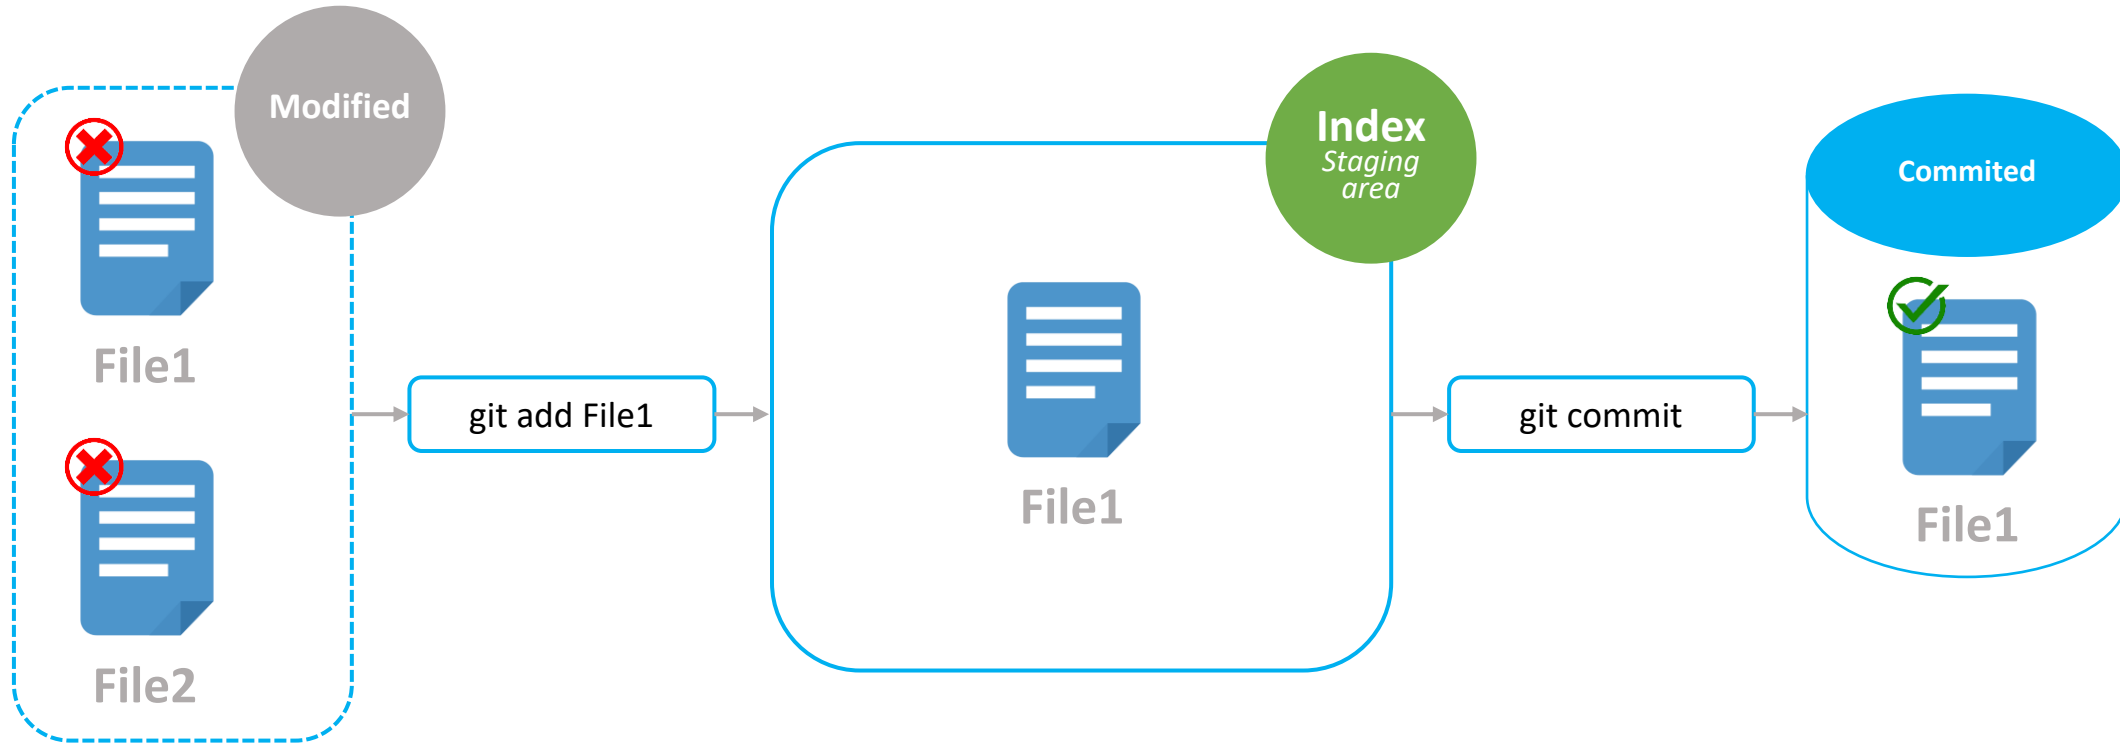 Modified
File1
File2
git add File1
Index
Staging
area
File1
git commit
Commited
File1